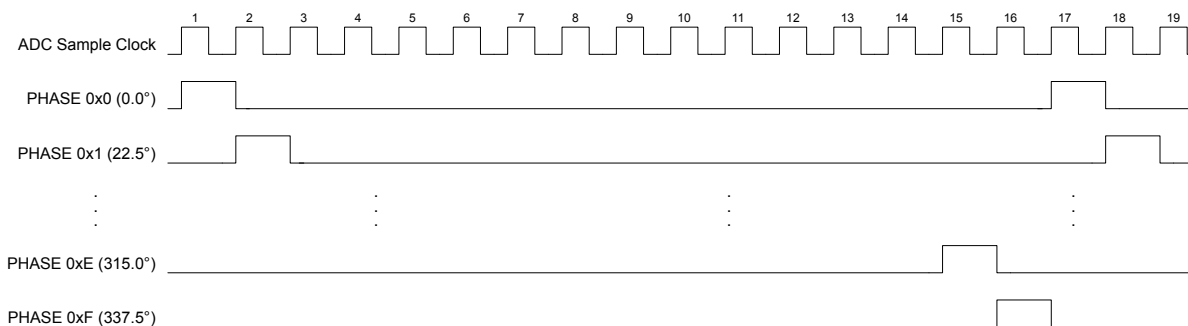 1 2 3 4 5 6 7 8 9 10 11 12 13 14 15 16 17 18 19
ADC Sample Clock
PHASE 0x0 (0.0°)
PHASE 0x1 (22.5°)
PHASE 0xE (315.0°)
PHASE 0xF (337.5°)